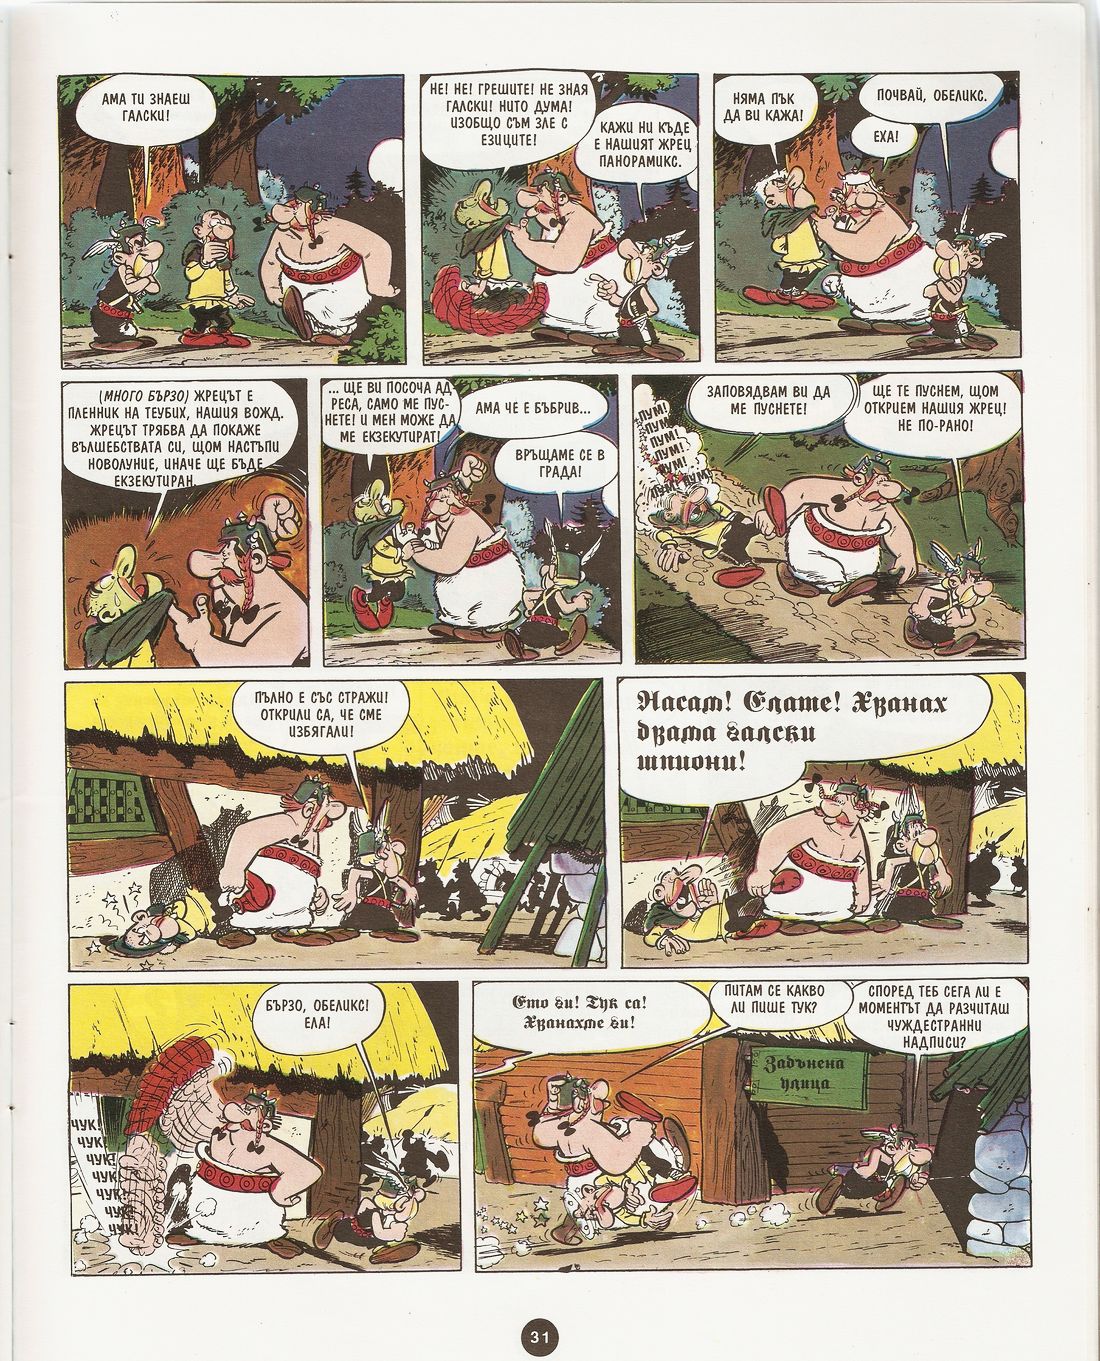 АМА ТИ ЗНАЕШ
ГАЛСКИ!
НЕ! НЕ! ГРЕШИТЕ! НЕ ЗНАЯ
ГАЛСКИ! НИТО ДУМА!
ИЗОБЩО СЪМ ЗЛЕ С
ЕЗИЦИТЕ!
КАЖИ НИ КЪДЕ
Е НАШИЯТ ЖРЕЦ
ПАНОРАМИКС.
НЯМА ПЪК
ДА ВИ КАЖА!
ЕХА!
ПОЧВАЙ, ОБЕЛИКС.
(МНОГО БЪРЗО) ЖРЕЦЪТ Е
ПЛЕННИК НА ТЕУБИХ, НАШИЯ ВОЖД.
ЖРЕЦЪТ ТРЯБВА ДА ПОКАЖЕ
ВЪЛШЕБСТВАТА СИ, ЩОМ НАСТЪПИ
НОВОЛУНИЕ, ИНАЧЕ ЩЕ БЪДЕ
ЕКЗЕКУТИРАН.
... ЩЕ ВИ ПОСОЧА АД-
РЕСА, САМО МЕ ПУС-
НЕТЕ! И МЕН МОЖЕ ДА
МЕ ЕКЗЕКУТИРАТ!
АМА ЧЕ Е БЪБРИВ...
ВРЪЩАМЕ СЕ В
ГРАДА!
ПУМ!
ПУМ!
ПУМ!
ПУМ!
ПУМ!
ПУМ! ПУМ!
ЗАПОВЯДВАМ ВИ ДА
МЕ ПУСНЕТЕ!
ЩЕ ТЕ ПУСНЕМ, ЩОМ
ОТКРИЕМ НАШИЯ ЖРЕЦ!
НЕ ПО-РАНО!
ПЪЛНО Е СЪС СТРАЖИ!
ОТКРИЛИ СА, ЧЕ СМЕ
ИЗБЯГАЛИ!
Насам! Елате! Хванах
двама галски
шпиони!
БЪРЗО, ОБЕЛИКС!
ЕЛА!
ЧУК!
ЧУК!
ЧУК!
ЧУК!
ЧУК!
ЧУК!
ЧУК!
Ето ги! Тук са!
Хванахме ги!
ПИТАМ СЕ КАКВО
ЛИ ПИШЕ ТУК?
СПОРЕД ТЕБ СЕГА ЛИ Е
МОМЕНТЪТ ДА РАЗЧИТАШ
ЧУЖДЕСТРАННИ
НАДПИСИ?
Задънена
улица
31